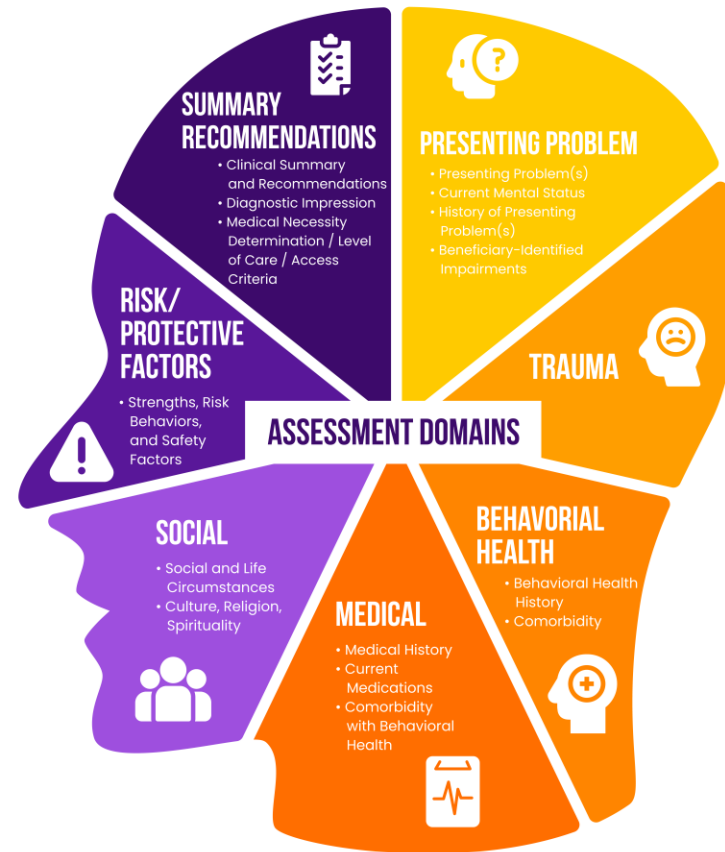 SUMMARY
RECOMMENDATIONS
• Clinical Summary
and Recommendations
• Diagnostic Impression
• Medical Necessity
Determination / Level
of Care / Access
Criteria
PRESENTING PROBLEM
• Presenting Problem(s)
• Current Mental Status
• History of Presenting
Problem(s)
• Beneficiary-Identified
Impairments
?
TRAUMA
RISK/
PROTECTIVE
FACTORS
• Strengths, Risk
Behaviors,
and Safety
Factors
!
ASSESSMENT DOMAINS
SOCIAL
• Social and Life
Circumstances
• Culture, Religion,
Spirituality
MEDICAL
• Medical History
• Current
Medications
• Comorbidity
with Behavioral
Health
BEHAVORIAL
HEALTH
• Behavioral Health
History
• Comorbidity